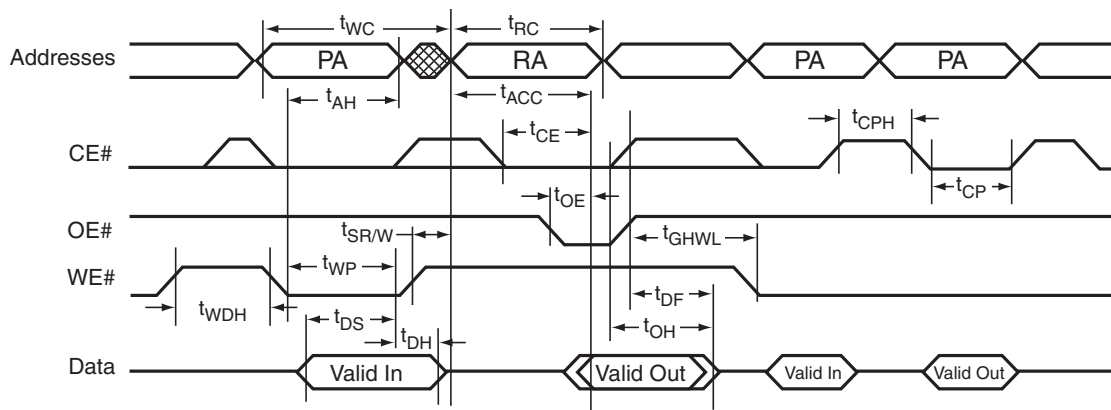 tWC
tRC
Addresses
PA
RA
PA
PA
tAH
tACC
tCPH
tCE
CE#
tOE
tCP
OE#
tSR/W
tGHWL
tWP
WE#
tWDH
tDF
tDS
tOH
tDH
Data
Valid In
Valid Out
Valid In
Valid Out